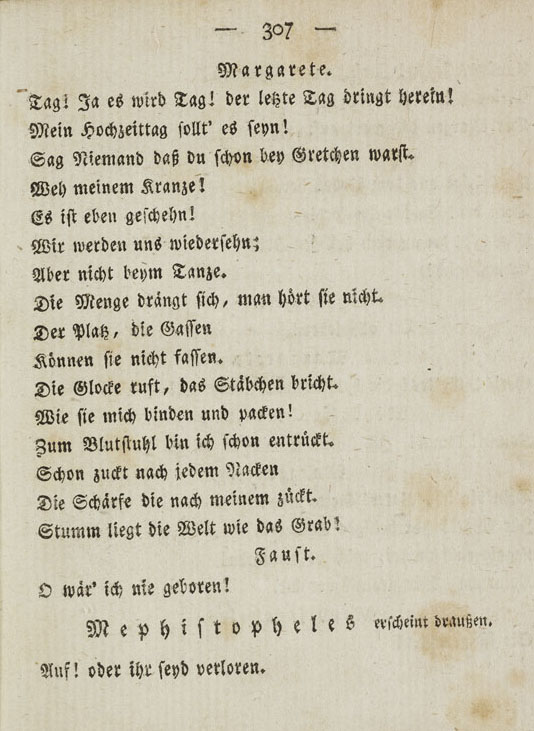 — 307 —
Margarete.
Tag! Ja es wird Tag! der letzte Tag dringt herein!
Mein Hochzeittag sollt' es seyn!
Sag Niemand daß du schon bey Gretchen warst.
Weh meinem Kranze!
Es ist eben geschehn!
Wir werden uns wiedersehn;
Aber nicht beym Tanze.
Die Menge drängt sich, man hört sie nicht.
Der Platz, die Gassen
Können sie nicht fassen.
Die Glocke ruft, das Stäbchen bricht.
Wie sie mich binden und packen!
Zum Blutstuhl bin ich schon entrückt.
Schon zuckt nach jedem Nacken
Die Schärfe die nach meinem zückt.
Stumm liegt die Welt wie das Grab!
Faust.
O wär' ich nie geboren!
Mephistopheles erscheint draußen.
Auf! oder ihr seyd verloren.